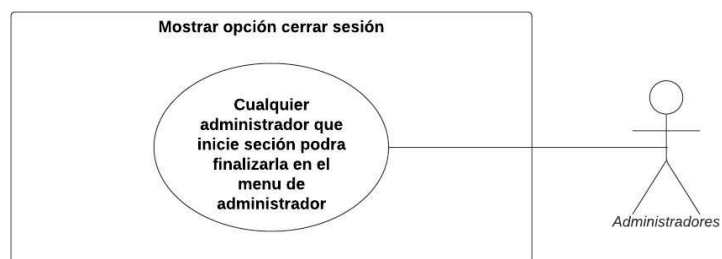 Mostrar opción cerrar sesión
Cualquier
administrador que
inicie seción podra
finalizarla en el
menu de
administrador
Administradores